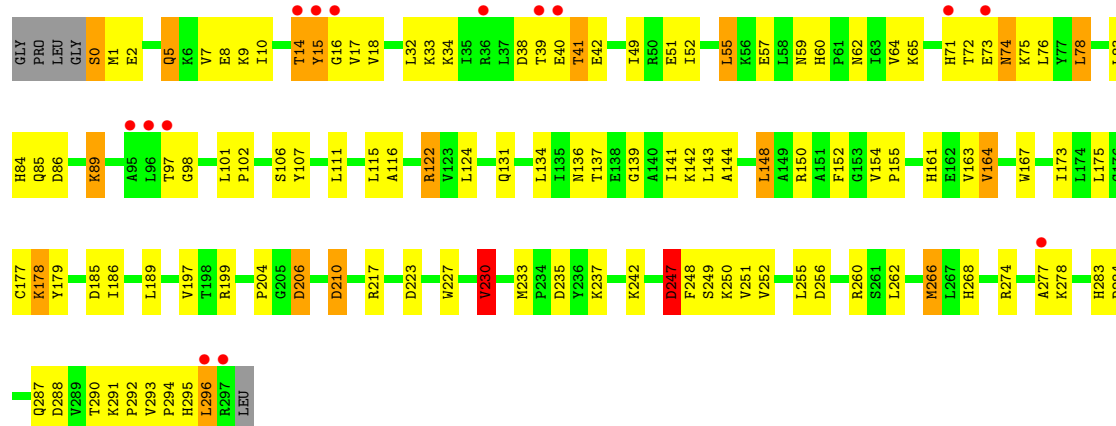 GLY PRO LEU GLY S0 M1 E2 Q5 K6 V7 E8 K9 I10 T14 Y15 G16 V17 V18 L32 K33 K34 I35 R36 L37 D38 T39 E40 T41 E42 I49 R50 E51 I52 L55 K56 E57 L58 N59 H60 P61 N62 I63 V64 K65 H71 T72 E73 N74 K75 L76 Y77 L78
H84 Q85 D86 K89 A95 L96 T97 G98 L101 P102 S106 Y107 L111 L115 A116 R122 V123 L124 Q131 L134 I135 N136 T137 E138 G139 A140 I141 K142 L143 A144 L148 A149 R150 A151 F152 G153 V154 P155 H161 E162 V163 V164 W167 I173 L174 L175
C177 K178 Y179 D185 I186 L189 V197 T198 R199 P204 G205 D206 D210 R217 D223 W227 V230 M233 P234 D235 Y236 K237 K242 D247 F248 S249 K250 V251 V252 L255 D256 R260 S261 L262 M266 L267 H268 R274 A277 K278 H283
Q287 D288 V289 T290 K291 P292 V293 P294 H295 L296 R297 LEU